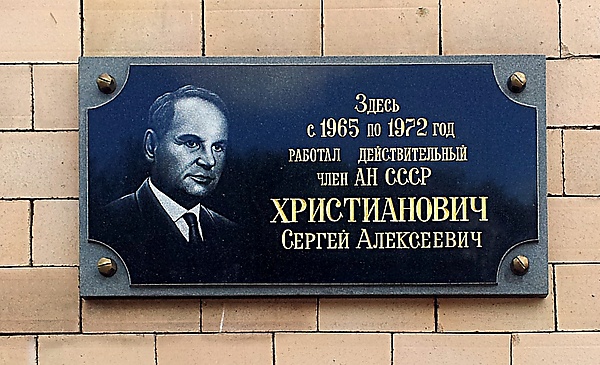 Здесь
с 1965 по 1972 год
работал действительный
член АН СССР
ХРИСТИАНОВИЧ
Сергей Алексеевич